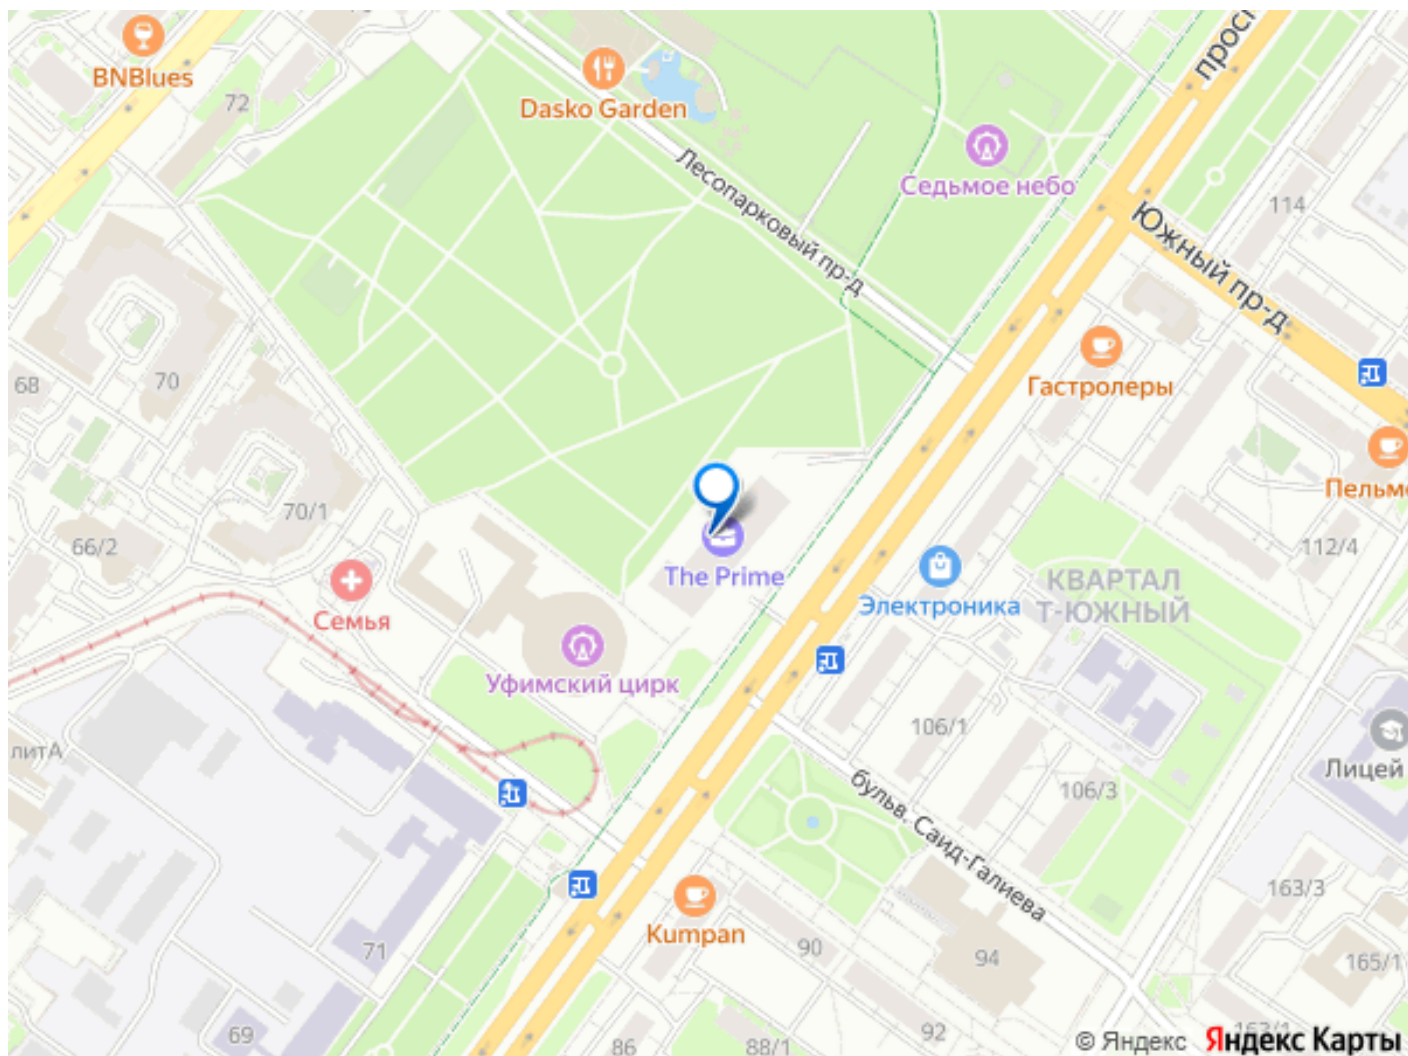 BNBlues
72
Dasko Garden
Лесопарковый пр-д
Седьмое небо
114
Южный пр-д
68
70
Гастролеры
70/1
66/2
The Prime
Семья
Уфимский цирк
Электроника
КВАРТАЛ
Т-ЮЖНЫЙ
112/4
106/1
106/3
Лицей
литА
бульв. Саид-Галиева
163/3
Kumpan
90
94
165/1
71
69
92
86
88/1
© Яндекс Яндекс Карты